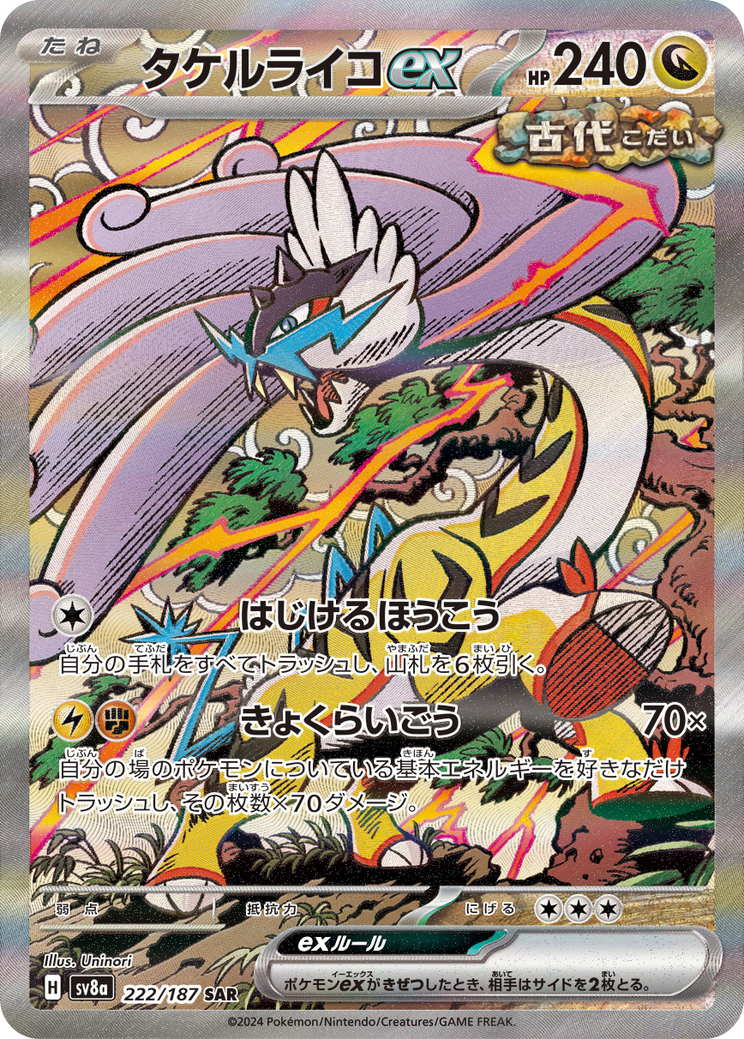 たね タケルライコex HP 240
古代 こだい
はじけるほうこう
自分の手札をすべてトラッシュし、山札を6枚引く。
きょくらいごう 70×
自分の場のポケモンについている基本エネルギーを好きなだけ
トラッシュし、その枚数×70ダメージ。
弱点 抵抗力 にげる
Illus. Uninori
exルール
ポケモンexがきぜつしたとき、相手はサイドを2枚とる。
H sv8a 222/187 SAR
©2024 Pokémon/Nintendo/Creatures/GAME FREAK.